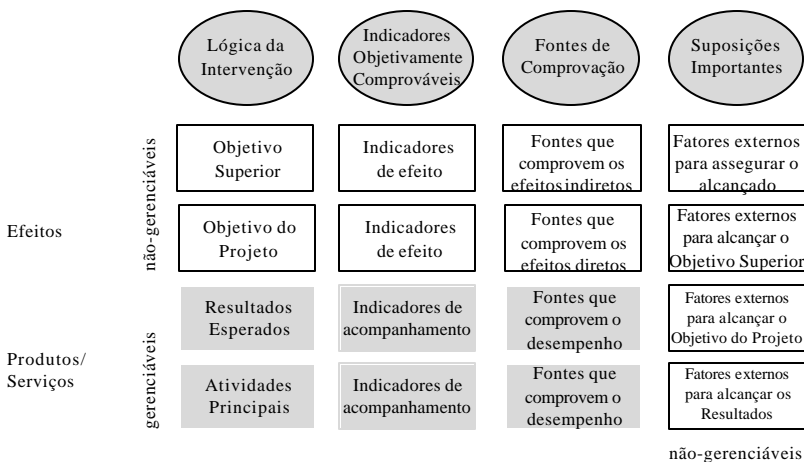 Lógica da
Intervenção
Indicadores
Objetivamente
Comprováveis
Fontes de
Comprovação
Suposições
Importantes
Efeitos
não-gerenciáveis
Objetivo
Superior
Indicadores
de efeito
Fontes que
comprovem os
efeitos indiretos
Fatores externos
para assegurar o
alcançado
Objetivo do
Projeto
Indicadores
de efeito
Fontes que
comprovem os
efeitos diretos
Fatores externos
para alcançar o
Objetivo Superior
Produtos/
Serviços
gerenciáveis
Resultados
Esperados
Indicadores de
acompanhamento
Fontes que
comprovem o
desempenho
Fatores externos
para alcançar o
Objetivo do Projeto
Atividades
Principais
Indicadores de
acompanhamento
Fontes que
comprovem o
desempenho
Fatores externos
para alcançar os
Resultados
não-gerenciáveis